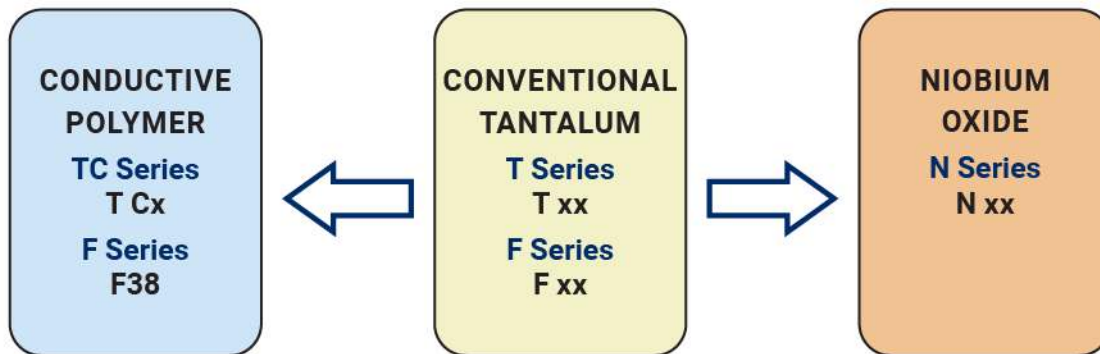 CONDUCTIVE
POLYMER
TC Series
T Cx
F Series
F38
CONVENTIONAL
TANTALUM
T Series
T xx
F Series
F xx
NIOBIUM
OXIDE
N Series
N xx